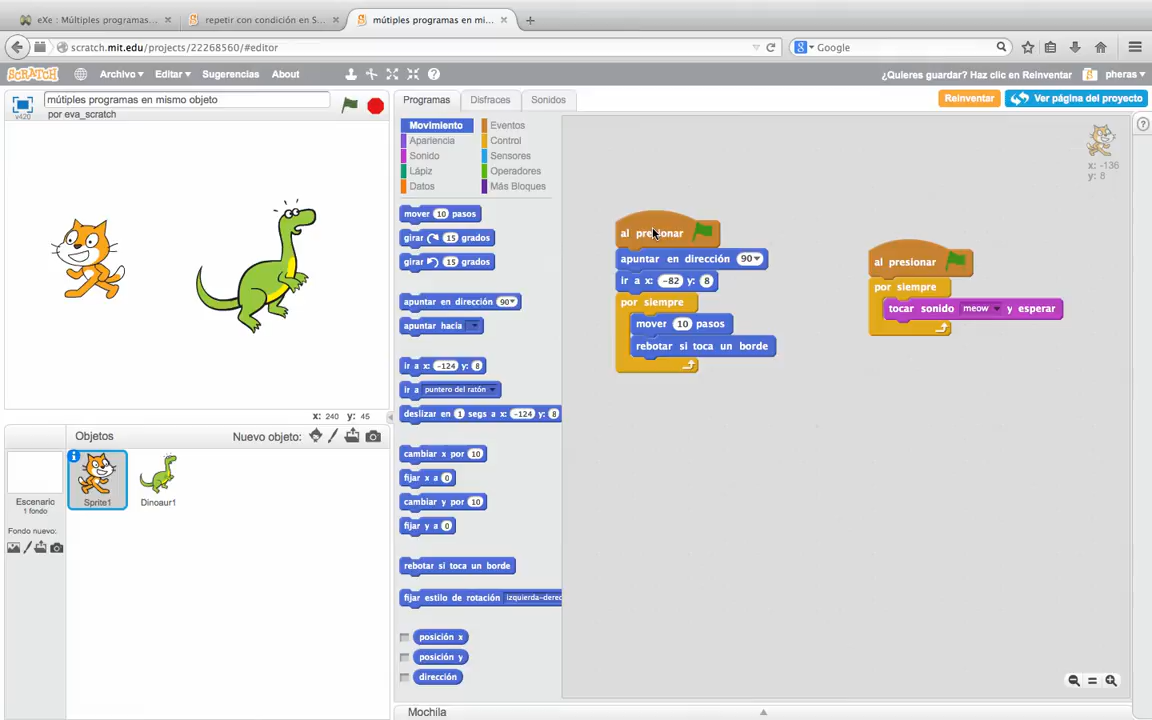 eXe : Múltiples programas...
repetir con condición en S...
mútiples programas en mi...
scratch.mit.edu/projects/22268560/#editor
Google
SCRATCH
Archivo
Editar
Sugerencias
About
¿Quieres guardar? Haz clic en Reinventar
pheras
v420
mútiples programas en mismo objeto
por eva_scratch
Programas
Disfraces
Sonidos
Reinventar
Ver página del proyecto
Movimiento
Apariencia
Sonido
Lápiz
Datos
Eventos
Control
Sensores
Operadores
Más Bloques
mover 10 pasos
girar 15 grados
girar 15 grados
apuntar en dirección 90
apuntar hacia
ir a x: -124 y: 8
ir a puntero del ratón
deslizar en 1 segs a x: -124 y: 8
cambiar x por 10
fijar x a 0
cambiar y por 10
fijar y a 0
rebotar si toca un borde
fijar estilo de rotación izquierda-derec
posición x
posición y
dirección
al presionar
apuntar en dirección 90
ir a x: -82 y: 8
por siempre
mover 10 pasos
rebotar si toca un borde
al presionar
por siempre
tocar sonido meow y esperar
x: -136
y: 8
x: 240 y: 45
Objetos
Nuevo objeto:
Escenario
1 fondo
Fondo nuevo:
Sprite1
Dinosaur1
Mochila